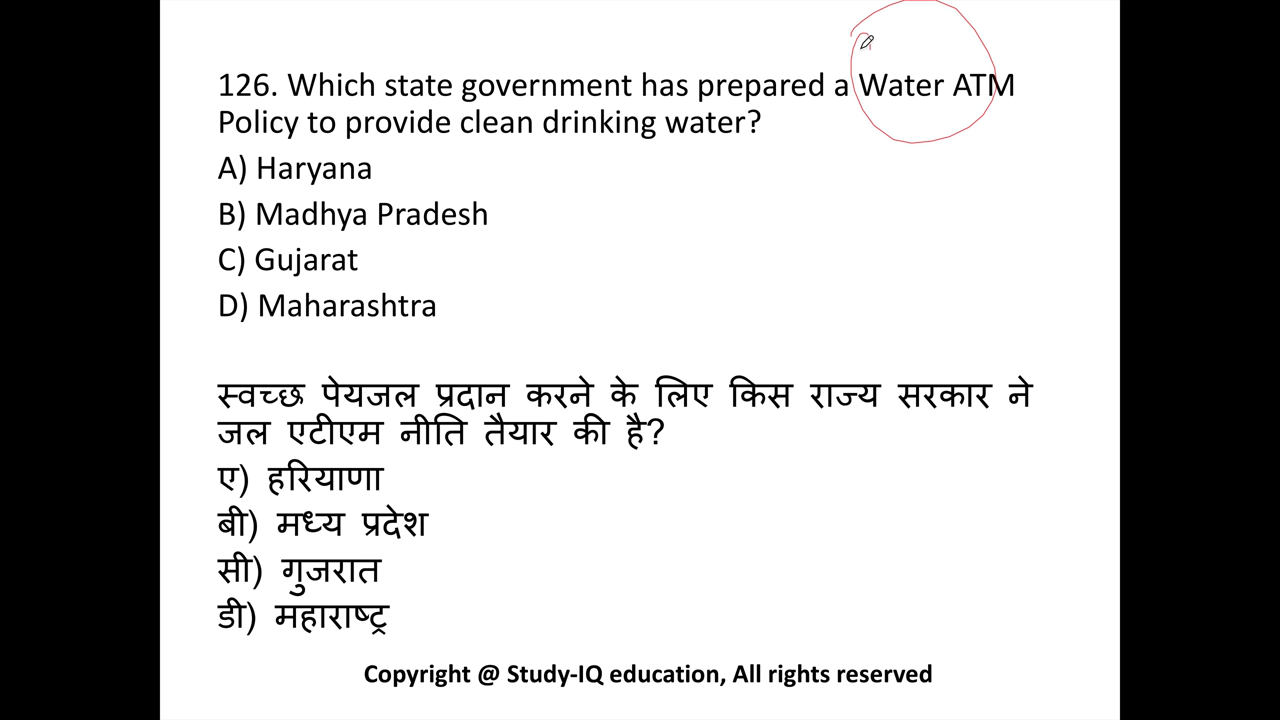 126. Which state government has prepared a Water ATM
Policy to provide clean drinking water?
A) Haryana
B) Madhya Pradesh
C) Gujarat
D) Maharashtra
स्वच्छ पेयजल प्रदान करने के लिए किस राज्य सरकार ने
जल एटीएम नीति तैयार की है?
ए) हरियाणा
बी) मध्य प्रदेश
सी) गुजरात
डी) महाराष्ट्र
Copyright @ Study-IQ education, All rights reserved